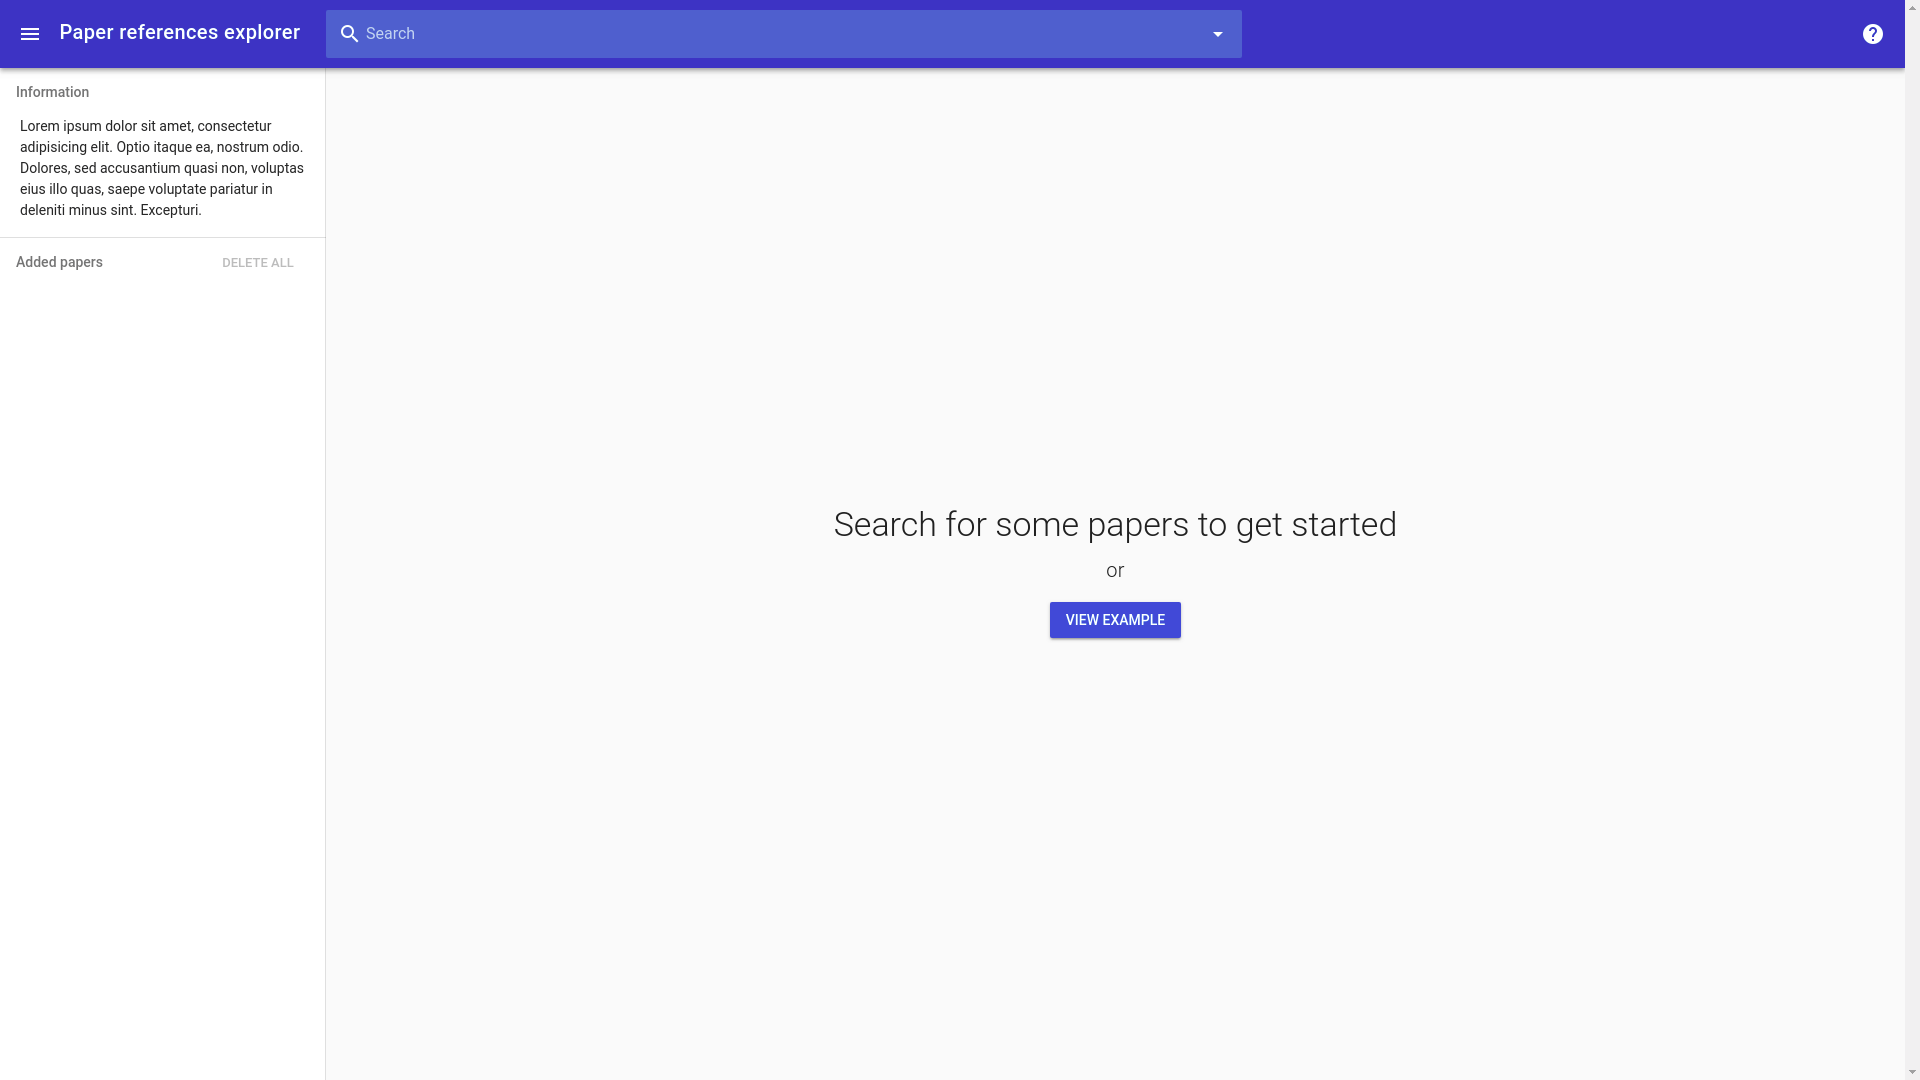 Paper references explorer
Search
Information
Lorem ipsum dolor sit amet, consectetur
adipisicing elit. Optio itaque ea, nostrum odio.
Dolores, sed accusantium quasi non, voluptas
eius illo quas, saepe voluptate pariatur in
deleniti minus sint. Excepturi.
Added papers DELETE ALL
Search for some papers to get started
or
VIEW EXAMPLE